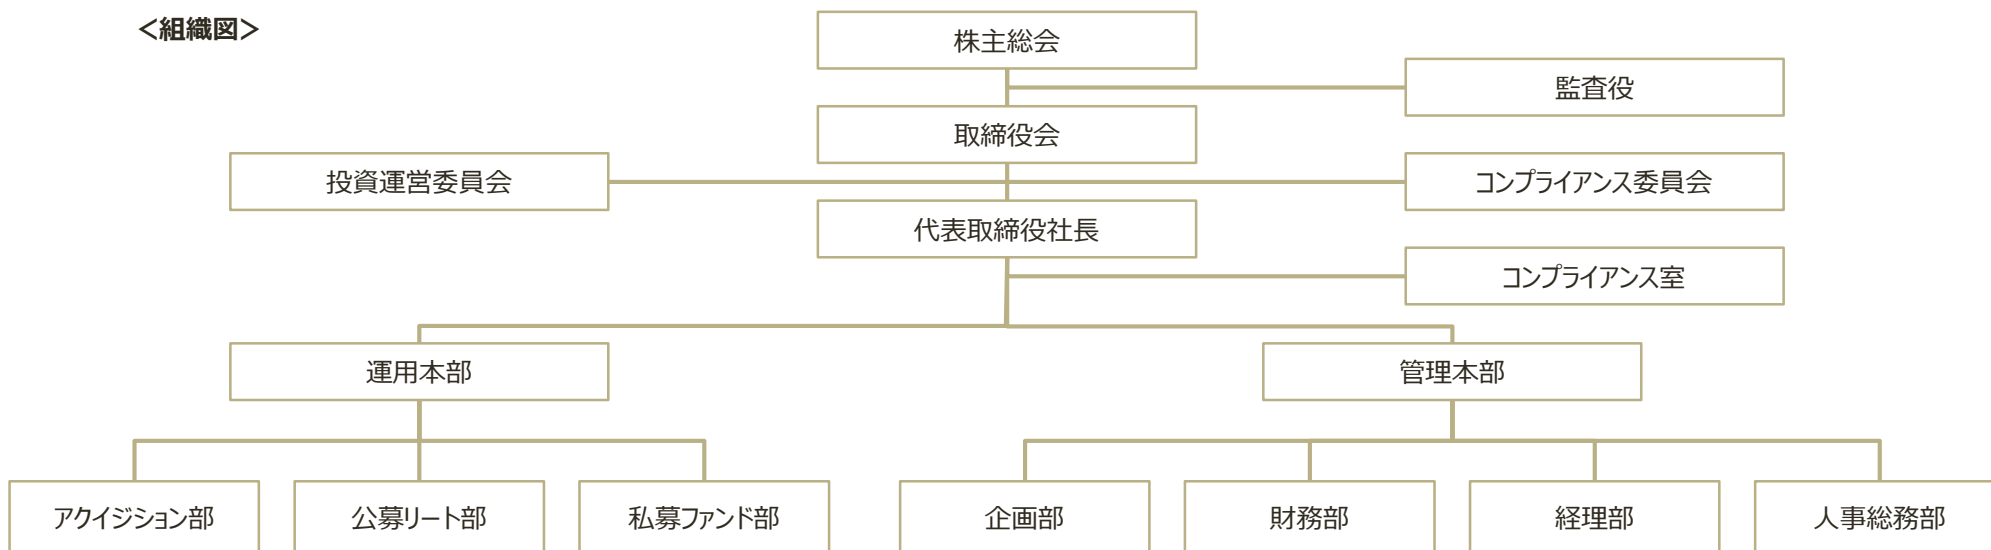 ＜組織図＞
株主総会
監査役
取締役会
投資運営委員会
コンプライアンス委員会
代表取締役社長
コンプライアンス室
運用本部
管理本部
アクイジション部
公募リート部
私募ファンド部
企画部
財務部
経理部
人事総務部